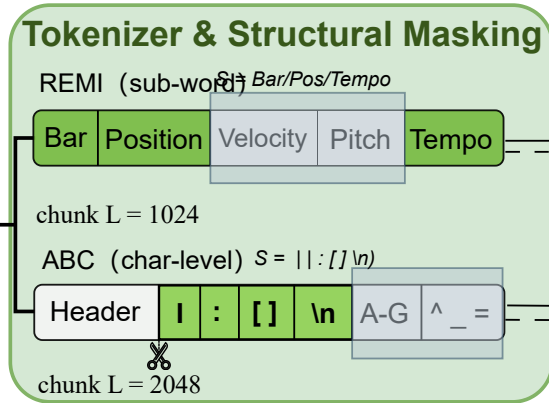 Tokenizer & Structural Masking
REMI (sub-word) S = Bar/Pos/Tempo
Bar Position Velocity Pitch Tempo
chunk L = 1024
ABC (char-level) S = | | : [ ] \n)
Header | : [ ] \n A-G ^ _ =
chunk L = 2048